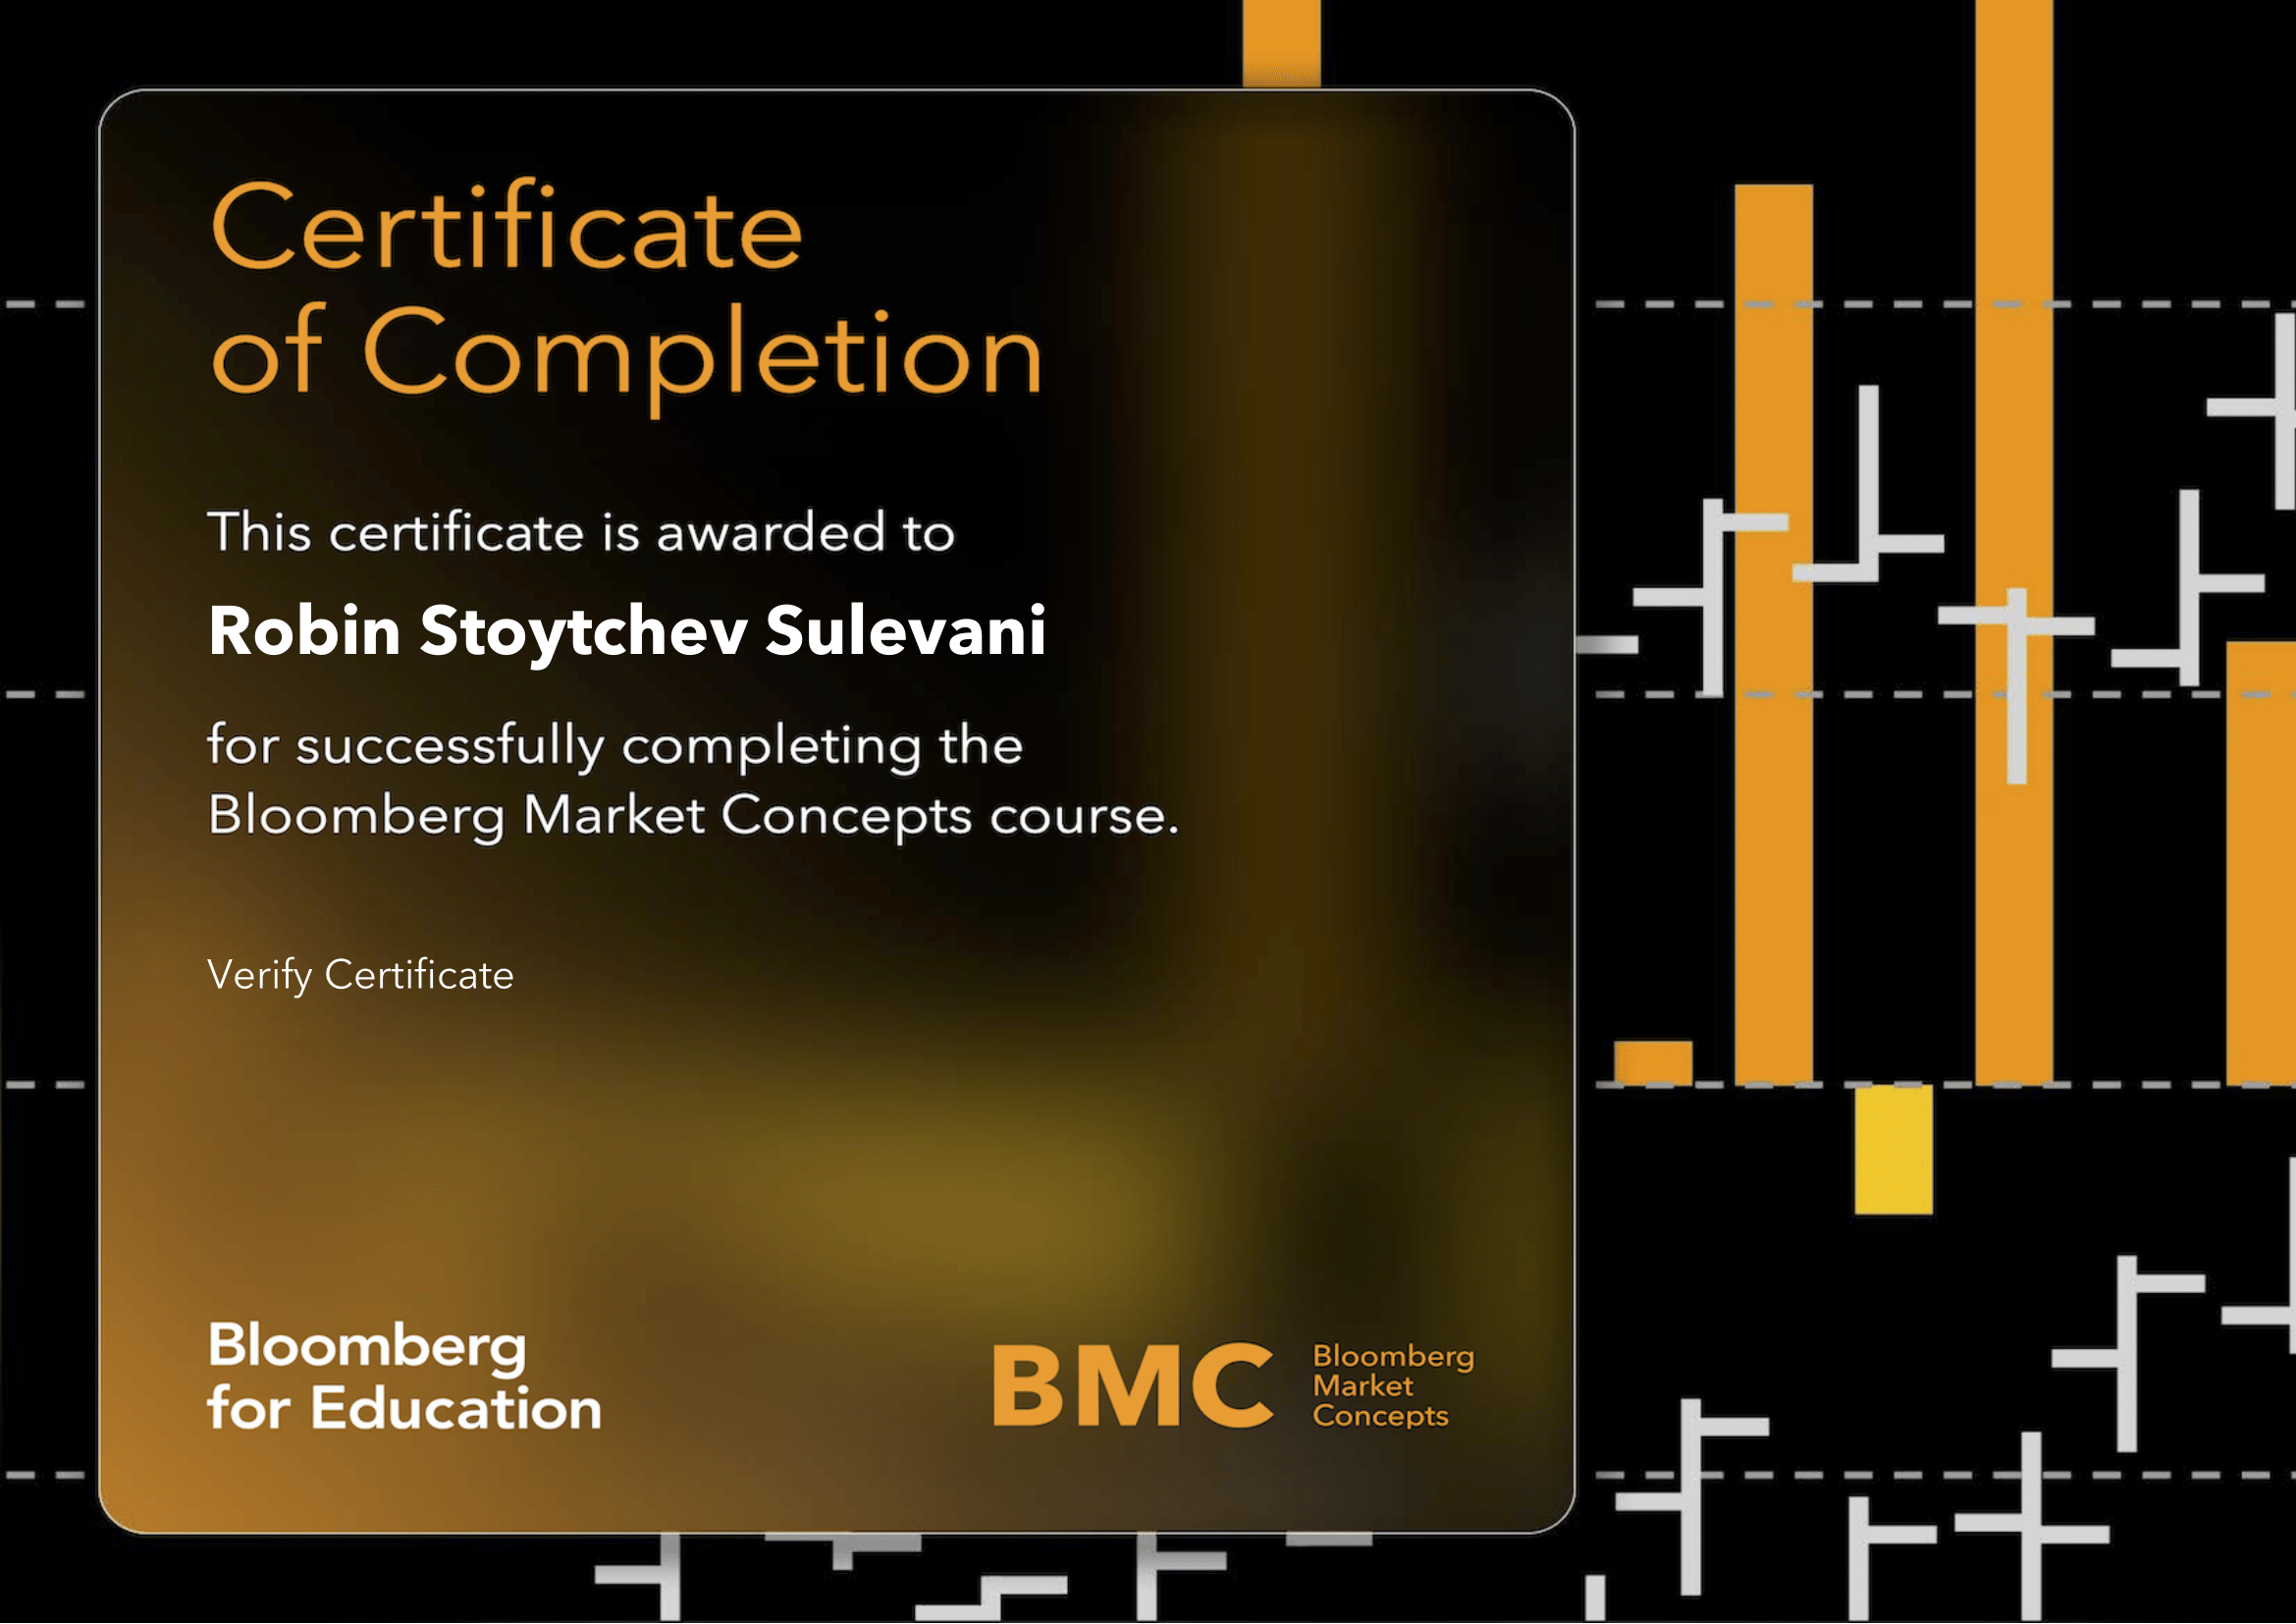 Certificate
of Completion
This certificate is awarded to
Robin Stoytchev Sulevani
for successfully completing the
Bloomberg Market Concepts course.
Verify Certificate
Bloomberg
for Education
BMC
Bloomberg
Market
Concepts